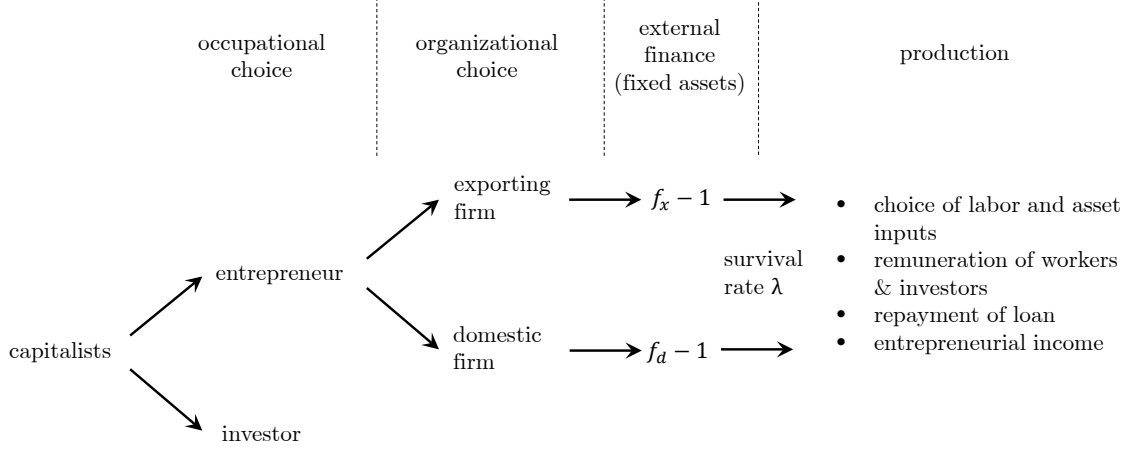 occupational
choice
organizational
choice
external
finance
(fixed assets)
production
capitalists
entrepreneur
investor
exporting
firm
domestic
firm
f_x − 1
f_d − 1
survival
rate λ
• choice of labor and asset
inputs
• remuneration of workers
& investors
• repayment of loan
• entrepreneurial income